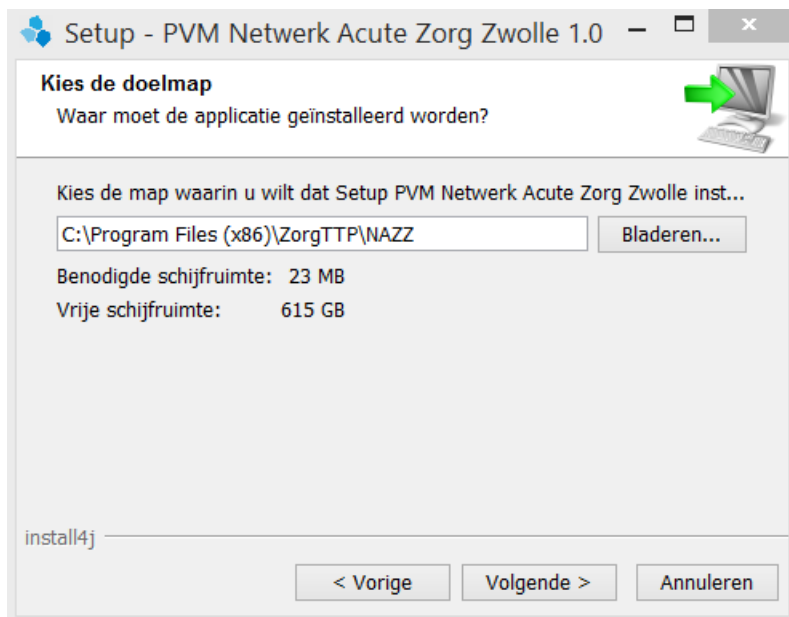 Setup - PVM Netwerk Acute Zorg Zwolle 1.0
Kies de doelmap
Waar moet de applicatie geïnstalleerd worden?
Kies de map waarin u wilt dat Setup PVM Netwerk Acute Zorg Zwolle inst...
C:\Program Files (x86)\ZorgTTP\NAZZ Bladeren...
Benodigde schijfruimte: 23 MB
Vrije schijfruimte: 615 GB
install4j
< Vorige Volgende > Annuleren